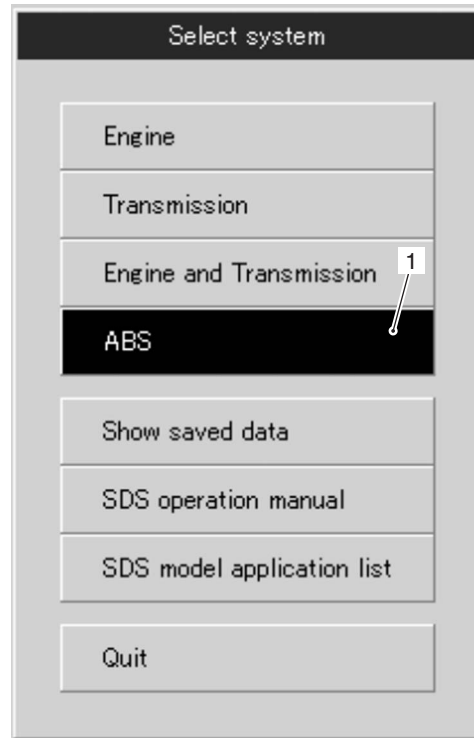 Select system
Engine
Transmission
Engine and Transmission
1
ABS
Show saved data
SDS operation manual
SDS model application list
Quit